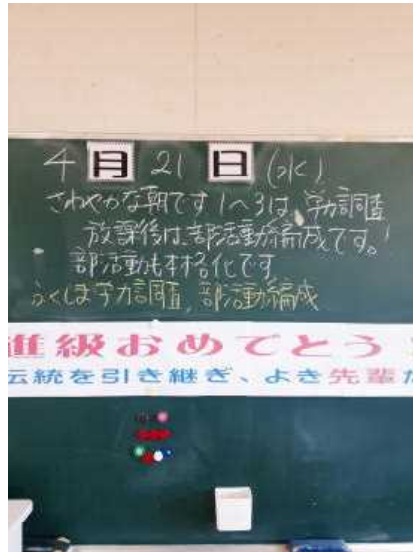 4月21日(水)
さわやかな朝です 1〜3は、学力調査
放課後は、部活動編成です。!
部活動も本格化です
ふくしま学力調査, 部活動編成
進級おめでとう
伝統を引き継ぎ、よき先輩だ